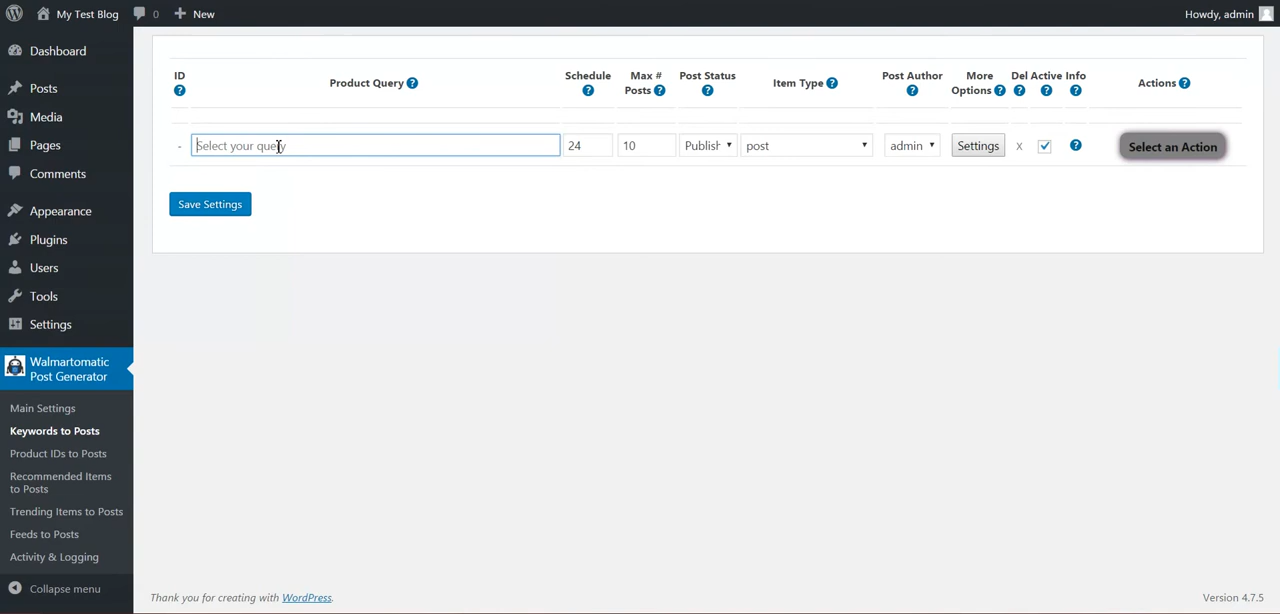 My Test Blog 0 New Howdy, admin
Dashboard
Posts
Media
Pages
Comments
Appearance
Plugins
Users
Tools
Settings
Walmartomatic
Post Generator
Main Settings
Keywords to Posts
Product IDs to Posts
Recommended Items
to Posts
Trending Items to Posts
Feeds to Posts
Activity & Logging
Collapse menu
ID ?
Product Query ?
Schedule ?
Max #
Posts ?
Post Status ?
Item Type ?
Post Author ?
More
Options ?
Del ?
Active ?
Info ?
Actions ?
- Select your query 24 10 Publish post admin Settings X ? Select an Action
Save Settings
Thank you for creating with WordPress. Version 4.7.5